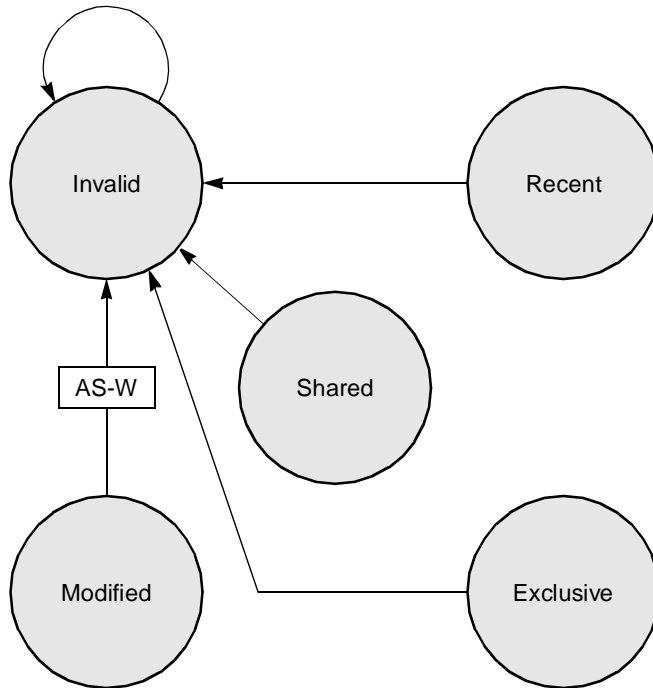 Invalid
Recent
AS-W
Shared
Modified
Exclusive